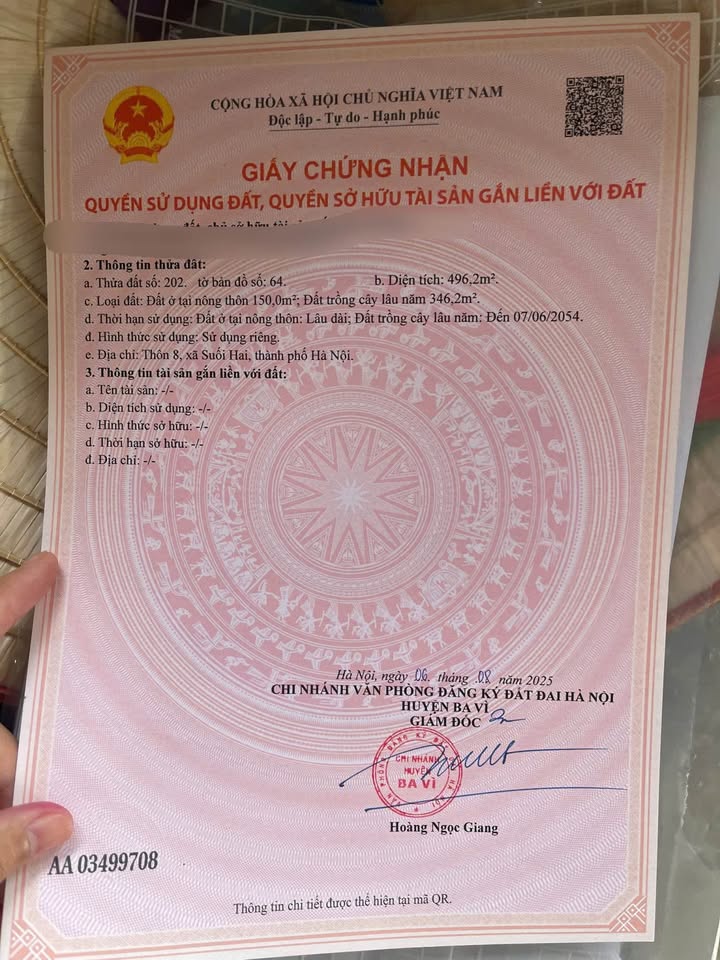 CỘNG HÒA XÃ HỘI CHỦ NGHĨA VIỆT NAM
Độc lập - Tự do - Hạnh phúc
GIẤY CHỨNG NHẬN
QUYỀN SỬ DỤNG ĐẤT, QUYỀN SỞ HỮU TÀI SẢN GẮN LIỀN VỚI ĐẤT
2. Thông tin thửa đất:
a. Thửa đất số: 202. tờ bản đồ số: 64. b. Diện tích: 496,2m².
c. Loại đất: Đất ở tại nông thôn 150,0m²; Đất trồng cây lâu năm 346,2m².
d. Thời hạn sử dụng: Đất ở tại nông thôn: Lâu dài; Đất trồng cây lâu năm: Đến 07/06/2054.
đ. Hình thức sử dụng: Sử dụng riêng.
e. Địa chỉ: Thôn 8, xã Suối Hai, thành phố Hà Nội.
3. Thông tin tài sản gắn liền với đất:
a. Tên tài sản: -/-
b. Diện tích sử dụng: -/-
c. Hình thức sở hữu: -/-
d. Thời hạn sở hữu: -/-
đ. Địa chỉ: -/-
Hà Nội, ngày 06 tháng 08 năm 2025
CHI NHÁNH VĂN PHÒNG ĐĂNG KÝ ĐẤT ĐAI HÀ NỘI
HUYỆN BA VÌ
GIÁM ĐỐC
CHI NHÁNH
HUYỆN
BA VÌ
Hoàng Ngọc Giang
AA 03499708
Thông tin chi tiết được thể hiện tại mã QR.